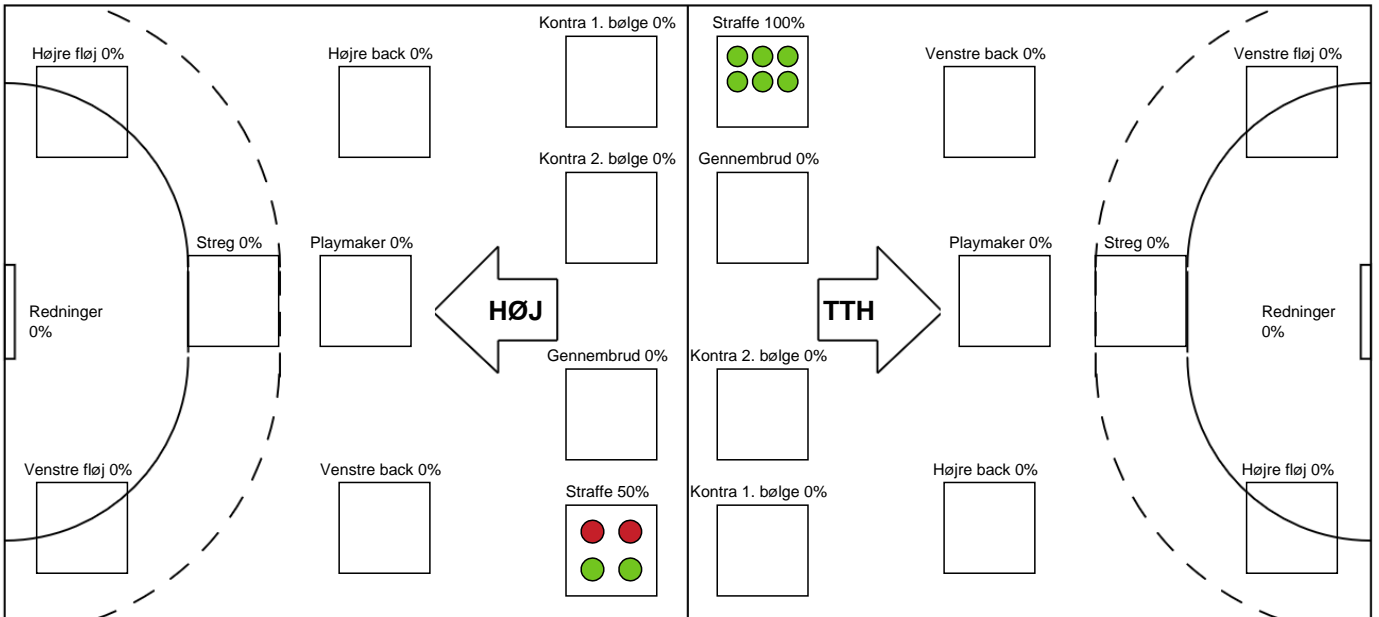 Kontra 1. bølge 0%
Straffe 100%
Højre fløj 0%
Højre back 0%
Venstre back 0%
Venstre fløj 0%
Kontra 2. bølge 0%
Gennembrud 0%
Streg 0%
Playmaker 0%
Playmaker 0%
Streg 0%
Redninger
0%
HØJ
TTH
Redninger
0%
Gennembrud 0%
Kontra 2. bølge 0%
Venstre fløj 0%
Venstre back 0%
Højre back 0%
Højre fløj 0%
Straffe 50%
Kontra 1. bølge 0%